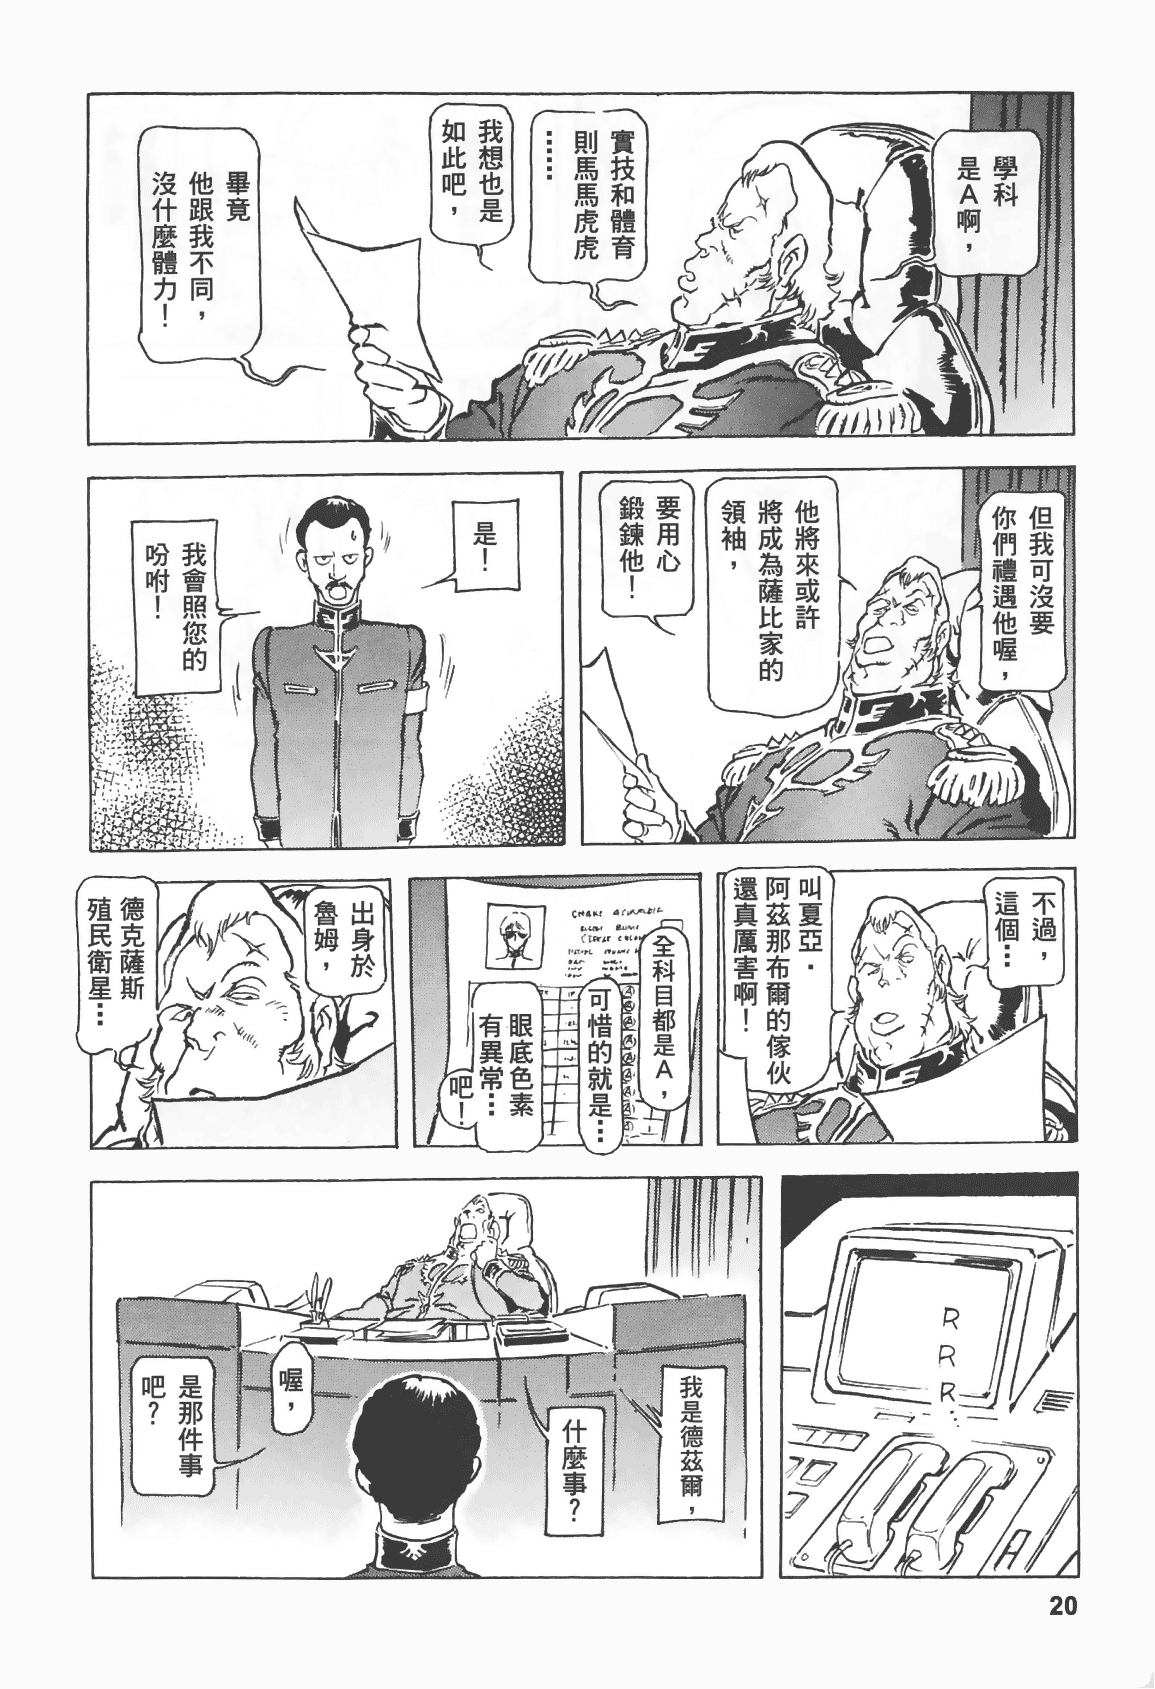 學科
是A啊，
實技和體育
則馬馬虎虎
……
我想也是
如此吧，
畢竟
他跟我不同，
沒什麼體力！
但我可沒要
你們禮遇他喔，
他將來或許
將成為薩比家的
領袖，
要用心
鍛鍊他！
是！
我會照您的
吩咐！
不過，
這個…
叫夏亞．
阿茲那布爾的傢伙
還真厲害啊！
全科目都是A，
可惜的就是…
眼底色素
有異常…
吧！
出身於
魯姆，
德克薩斯
殖民衛星…
R
R
R…
A
我是德茲爾，
什麼事？
喔，
是那件事
吧？
20